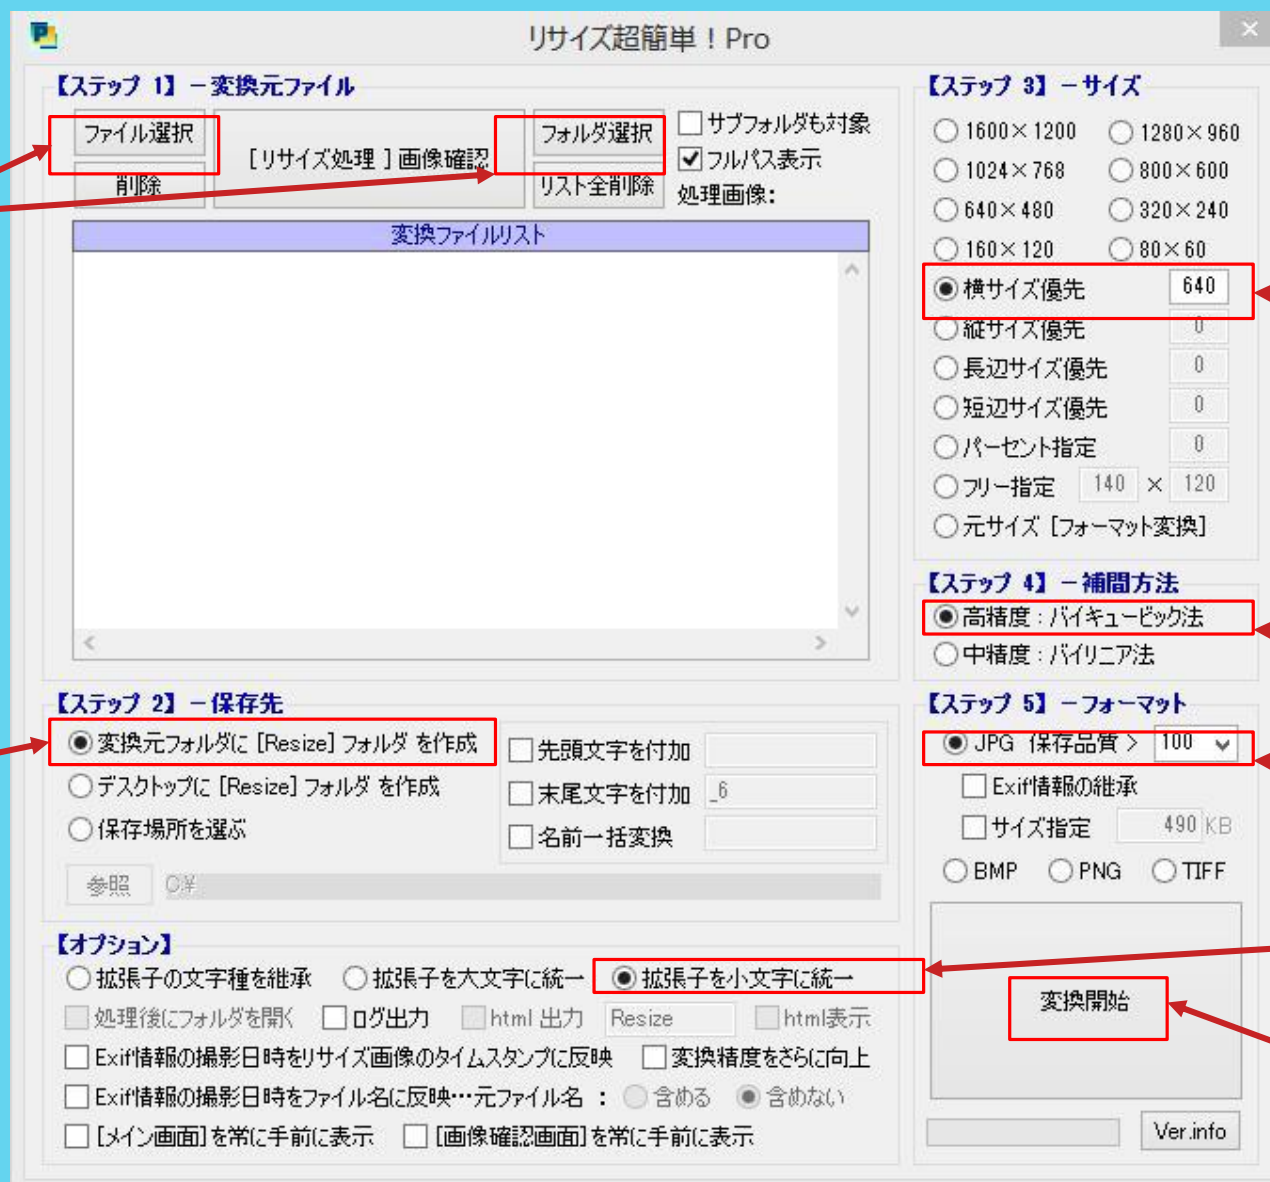 リサイズ超簡単！Pro
【ステップ 1】 －変換元ファイル
ファイル選択
[リサイズ処理 ] 画像確認
フォルダ選択
サブフォルダも対象
フルパス表示
削除
リスト全削除
処理画像：
変換ファイルリスト
【ステップ 2】 －保存先
変換元フォルダに [Resize] フォルダ を作成
デスクトップに [Resize] フォルダ を作成
保存場所を選ぶ
先頭文字を付加
末尾文字を付加 _6
名前一括変換
参照 C:¥
【オプション】
拡張子の文字種を継承 拡張子を大文字に統一 拡張子を小文字に統一
処理後にフォルダを開く ログ出力 html 出力 Resize html表示
Exif情報の撮影日時をリサイズ画像のタイムスタンプに反映 変換精度をさらに向上
Exif情報の撮影日時をファイル名に反映…元ファイル名 ： 含める 含めない
[メイン画面]を常に手前に表示 [画像確認画面]を常に手前に表示
【ステップ 3】 －サイズ
1600×1200 1280×960
1024×768 800×600
640×480 320×240
160×120 80×60
横サイズ優先 640
縦サイズ優先 0
長辺サイズ優先 0
短辺サイズ優先 0
パーセント指定 0
フリー指定 140 × 120
元サイズ [フォーマット変換]
【ステップ 4】 －補間方法
高精度：バイキュービック法
中精度：バイリニア法
【ステップ 5】 －フォーマット
JPG 保存品質 > 100
Exif情報の継承
サイズ指定 490 KB
BMP PNG TIFF
変換開始
Ver.info